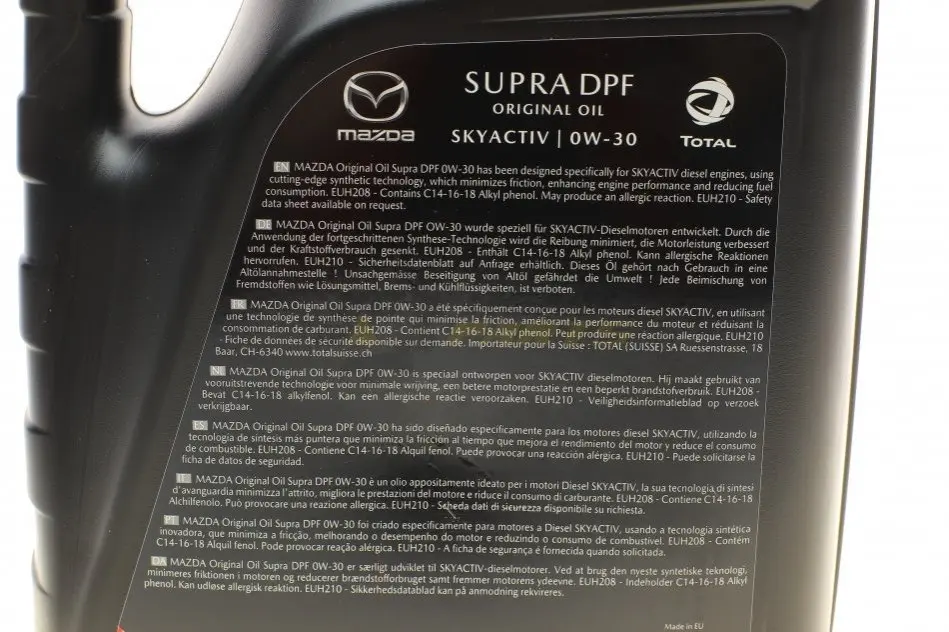 SUPRA DPF
ORIGINAL OIL
mazda
SKYACTIV | 0W-30
TOTAL
EN MAZDA Original Oil Supra DPF 0W-30 has been designed specifically for SKYACTIV diesel engines, using
cutting-edge synthetic technology, which minimizes friction, enhancing engine performance and reducing fuel
consumption. EUH208 - Contains C14-16-18 Alkyl phenol. May produce an allergic reaction. EUH210 - Safety
data sheet available on request.
DE MAZDA Original Oil Supra DPF 0W-30 wurde speziell für SKYACTIV-Dieselmotoren entwickelt. Durch die
Anwendung der fortgeschrittenen Synthese-Technologie wird die Reibung minimiert, die Motorleistung verbessert
und der Kraftstoffverbrauch gesenkt. EUH208 - Enthält C14-16-18 Alkyl phenol. Kann allergische Reaktionen
hervorrufen. EUH210 - Sicherheitsdatenblatt auf Anfrage erhältlich. Dieses Öl gehört nach Gebrauch in eine
Altölannahmestelle ! Unsachgemässe Beseitigung von Altöl gefährdet die Umwelt ! Jede Beimischung von
Fremdstoffen wie Lösungsmittel, Brems- und Kühlflüssigkeiten, ist verboten.
FR MAZDA Original Oil Supra DPF 0W-30 a été spécifiquement conçue pour les moteurs diesel SKYACTIV, en utilisant
une technologie de synthese de pointe qui minimise la friction, améliorant la performance du moteur et réduisant la
consommation de carburant. EUH208 - Contient C14-16-18 Alkyl phenol. Peut produire une réaction allergique. EUH210
- Fiche de données de sécurité disponible sur demande. Importateur pour la Suisse : TOTAL (SUISSE) SA Ruessenstrasse, 18
Baar, CH-6340 www.totalsuisse.ch
NL MAZDA Original Oil Supra DPF 0W-30 is speciaal ontworpen voor SKYACTIV dieselmotoren. Hij maakt gebruikt van
vooruitstrevende technologie voor minimale wrijving, een betere motorprestatie en een beperkt brandstofverbruik. EUH208 -
Bevat C14-16-18 alkylfenol. Kan een allergische reactie veroorzaken. EUH210 - Veiligheidsinformatieblad op verzoek
verkrijgbaar.
ES MAZDA Original Oil Supra DPF 0W-30 ha sido diseñado especificamente para los motores diesel SKYACTIV, utilizando la
tecnologia de sintesis más puntera que minimiza la fricción al tiempo que mejora el rendimiento del motor y reduce el consumo
de combustible. EUH208 - Contiene C14-16-18 Alquil fenol. Puede provocar una reacción alérgica. EUH210 - Puede solicitarse la
ficha de datos de seguridad.
IT MAZDA Original Oil Supra DPF 0W-30 è un olio appositamente ideato per i motori Diesel SKYACTIV, la sua tecnologia di sintesi
d'avanguardia minimizza l'attrito, migliora le prestazioni del motore e riduce il consumo di carburante. EUH208 - Contiene C14-16-18
Alchilfenolo. Può provocare una reazione allergica. EUH210 - Scheda dati di sicurezza disponibile su richiesta.
PT MAZDA Original Oil Supra DPF 0W-30 foi criado especificamente para motores a Diesel SKYACTIV, usando a tecnologia sintética
inovadora, que minimiza a fricção, melhorando o desempenho do motor e reduzindo o consumo de combustível. EUH208 - Contém
C14-16-18 Alquil fenol. Pode provocar reação alérgica. EUH210 - A ficha de segurança é fornecida quando solicitada.
DA MAZDA Original Oil Supra DPF 0W-30 er særligt udviklet til SKYACTIV-dieselmotorer. Ved at brug den nyeste syntetiske teknologi,
minimeres friktionen i motoren og reducerer brændstofforbruget samt fremmer motorens ydeevne. EUH208 - Indeholder C14-16-18 Alkyl
phenol. Kan udløse allergisk reaktion. EUH210 - Sikkerhedsdatablad kan på anmodning rekvireres.
Made in EU